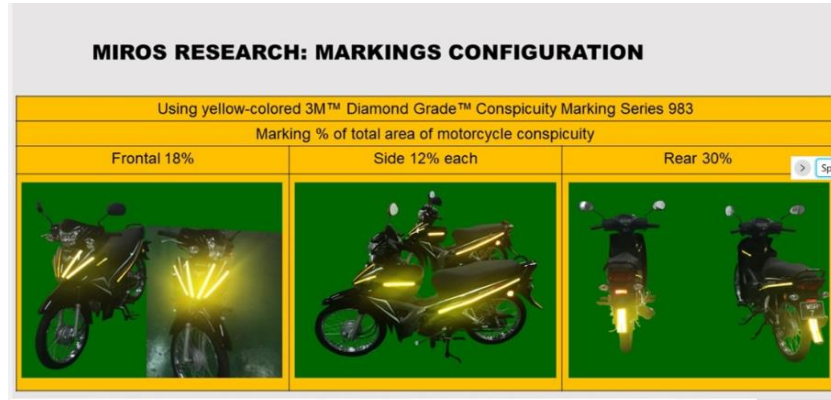 MIROS RESEARCH: MARKINGS CONFIGURATION
Using yellow-colored 3M™ Diamond Grade™ Conspicuity Marking Series 983
Marking % of total area of motorcycle conspicuity
Frontal 18%
Side 12% each
Rear 30%
Sp